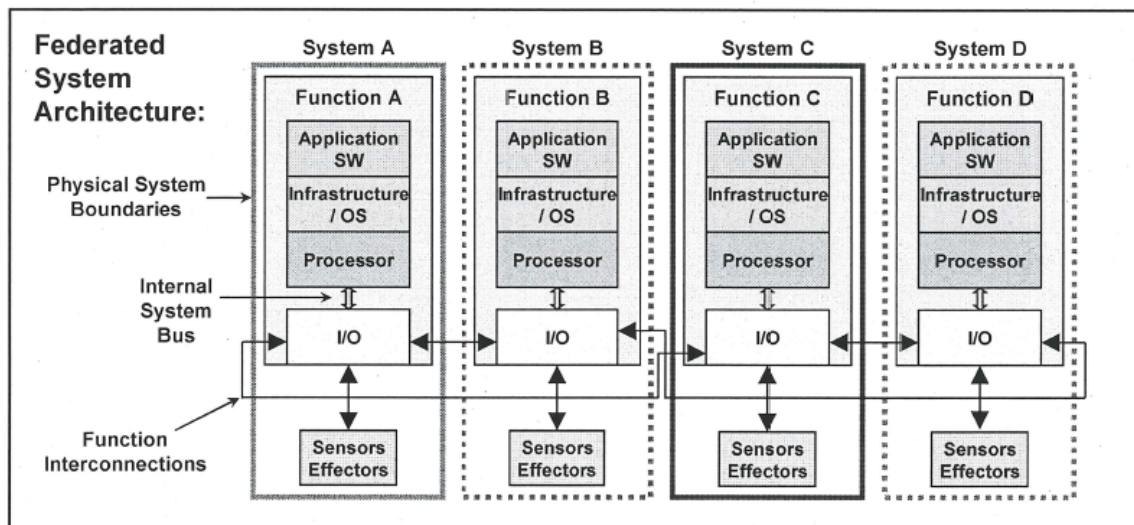 Federated
System
Architecture:
System A
System B
System C
System D
Function A
Function B
Function C
Function D
Application
SW
Application
SW
Application
SW
Application
SW
Physical System
Boundaries
Infrastructure
/ OS
Infrastructure
/ OS
Infrastructure
/ OS
Infrastructure
/ OS
Processor
Processor
Processor
Processor
Internal
System
Bus
I/O
I/O
I/O
I/O
Function
Interconnections
Sensors
Effectors
Sensors
Effectors
Sensors
Effectors
Sensors
Effectors